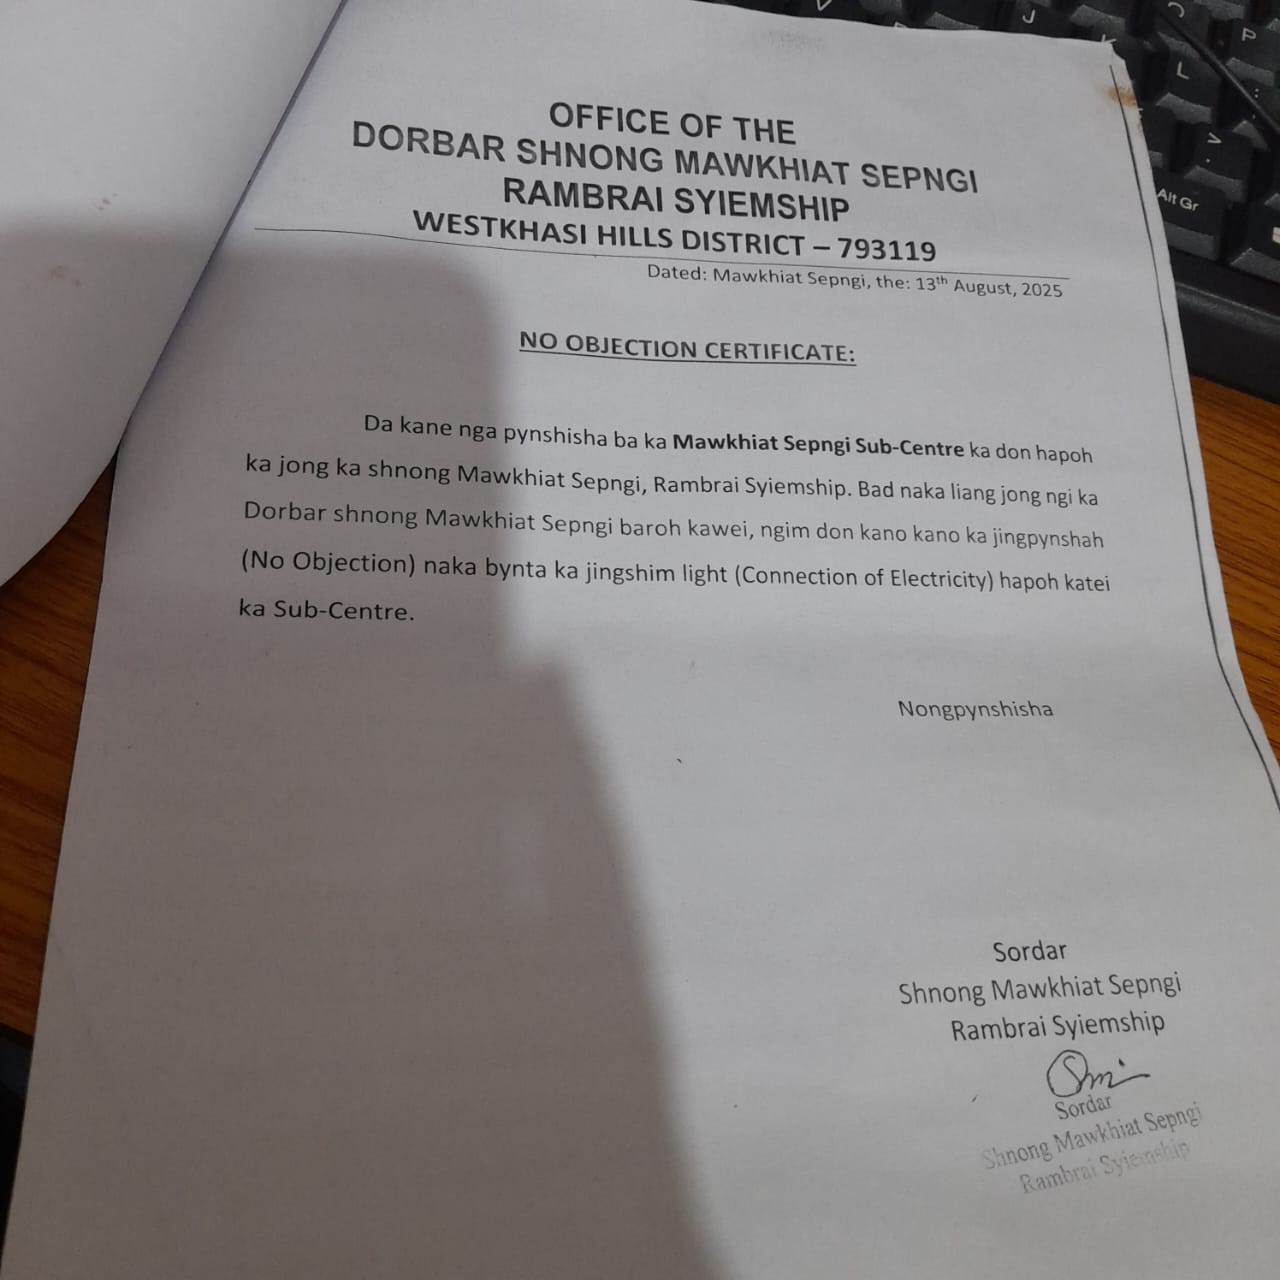 OFFICE OF THE
DORBAR SHNONG MAWKHIAT SEPNGI
RAMBRAI SYIEMSHIP
WESTKHASI HILLS DISTRICT – 793119
Dated: Mawkhiat Sepngi, the: 13th August, 2025
NO OBJECTION CERTIFICATE:
Da kane nga pynshisha ba ka Mawkhiat Sepngi Sub-Centre ka don hapoh
ka jong ka shnong Mawkhiat Sepngi, Rambrai Syiemship. Bad naka liang jong ngi ka
Dorbar shnong Mawkhiat Sepngi baroh kawei, ngim don kano kano ka jingpynshah
(No Objection) naka bynta ka jingshim light (Connection of Electricity) hapoh katei
ka Sub-Centre.
Nongpynshisha
Sordar
Shnong Mawkhiat Sepngi
Rambrai Syiemship
Sordar
Shnong Mawkhiat Sepngi
Rambrai Syiemship
J
P
L
Alt Gr